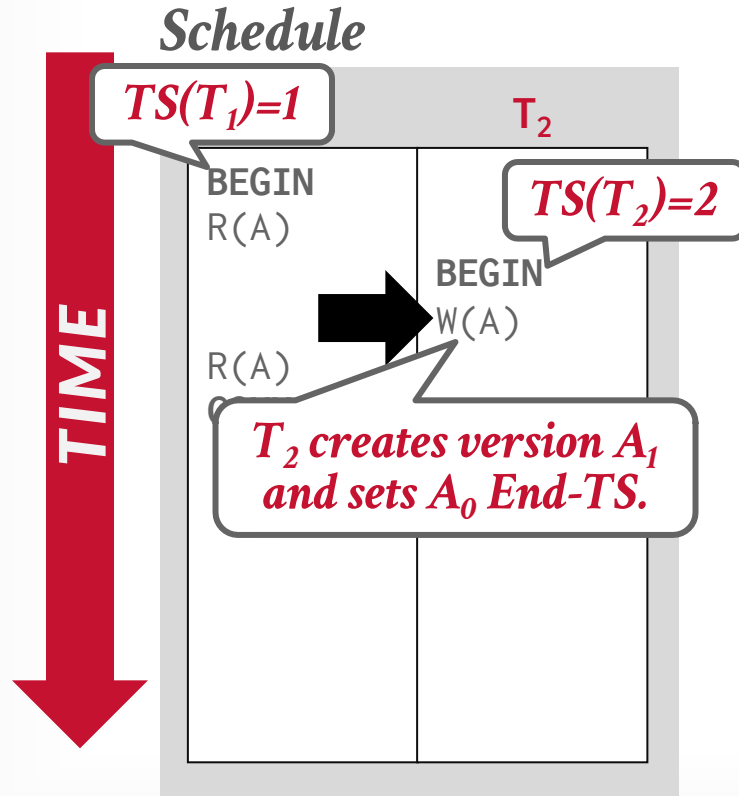 Schedule
TS(T₁)=1
T₂
BEGIN
R(A)
TS(T₂)=2
BEGIN
W(A)
R(A)
T₂ creates version A₁
and sets A₀ End-TS.
TIME